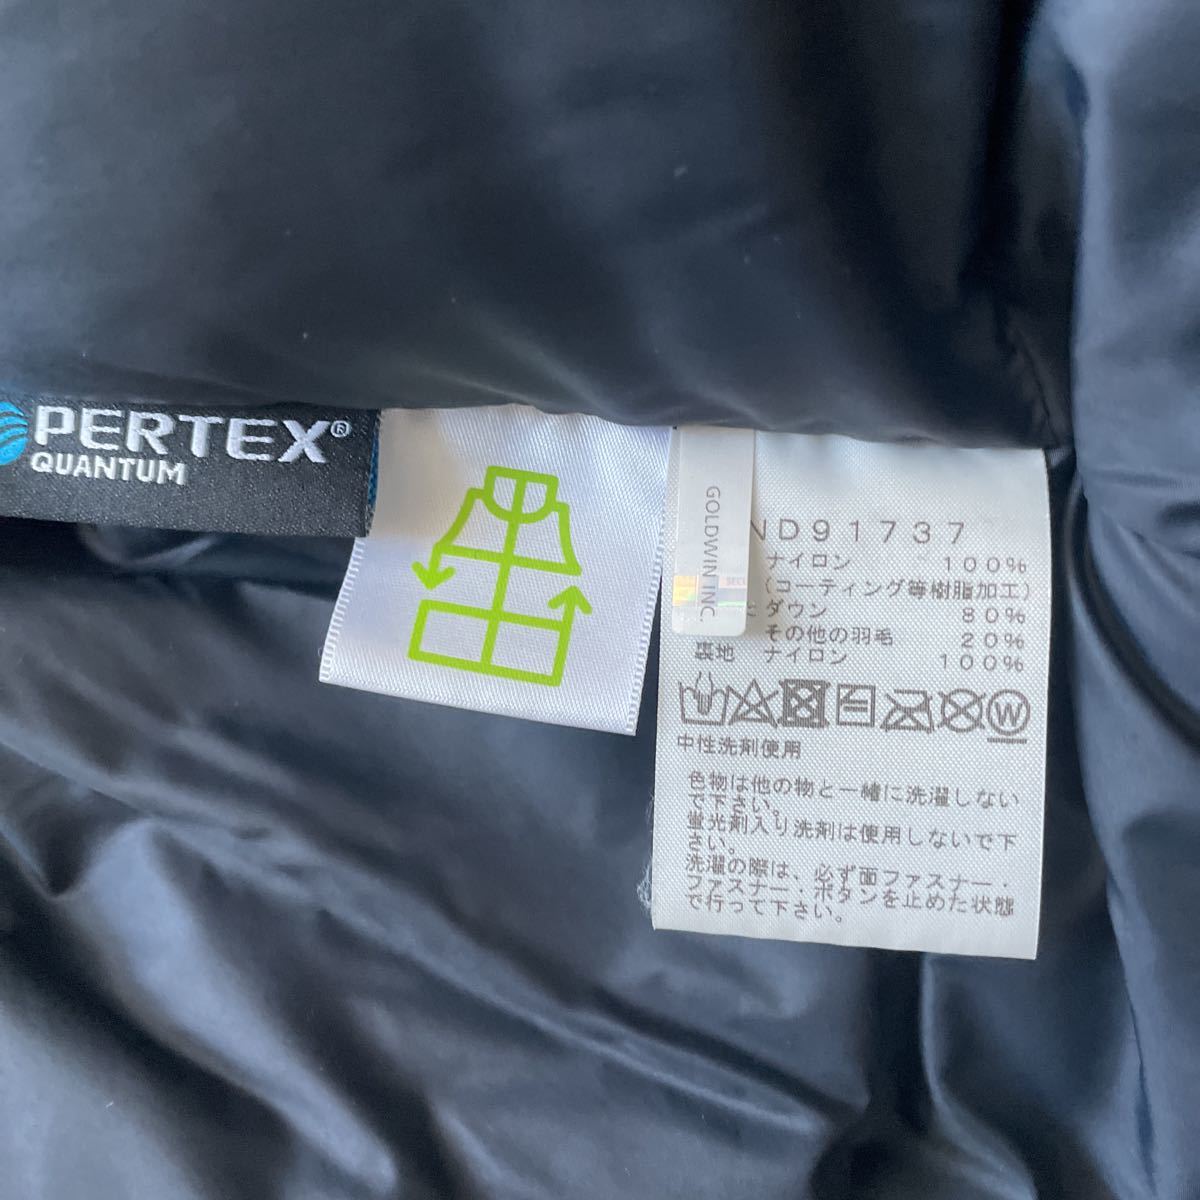 PERTEX®
QUANTUM
GOLDWIN INC.
ND91737
ナイロン 100%
(コーティング等樹脂加工)
ダウン 80%
その他の羽毛 20%
裏地 ナイロン 100%
W
中性洗剤使用
色物は他の物と一緒に洗濯しない
で下さい。
蛍光剤入り洗剤は使用しないで下
さい。
洗濯の際は、必ず面ファスナー・
ファスナー・ボタンを止めた状態
で行って下さい。